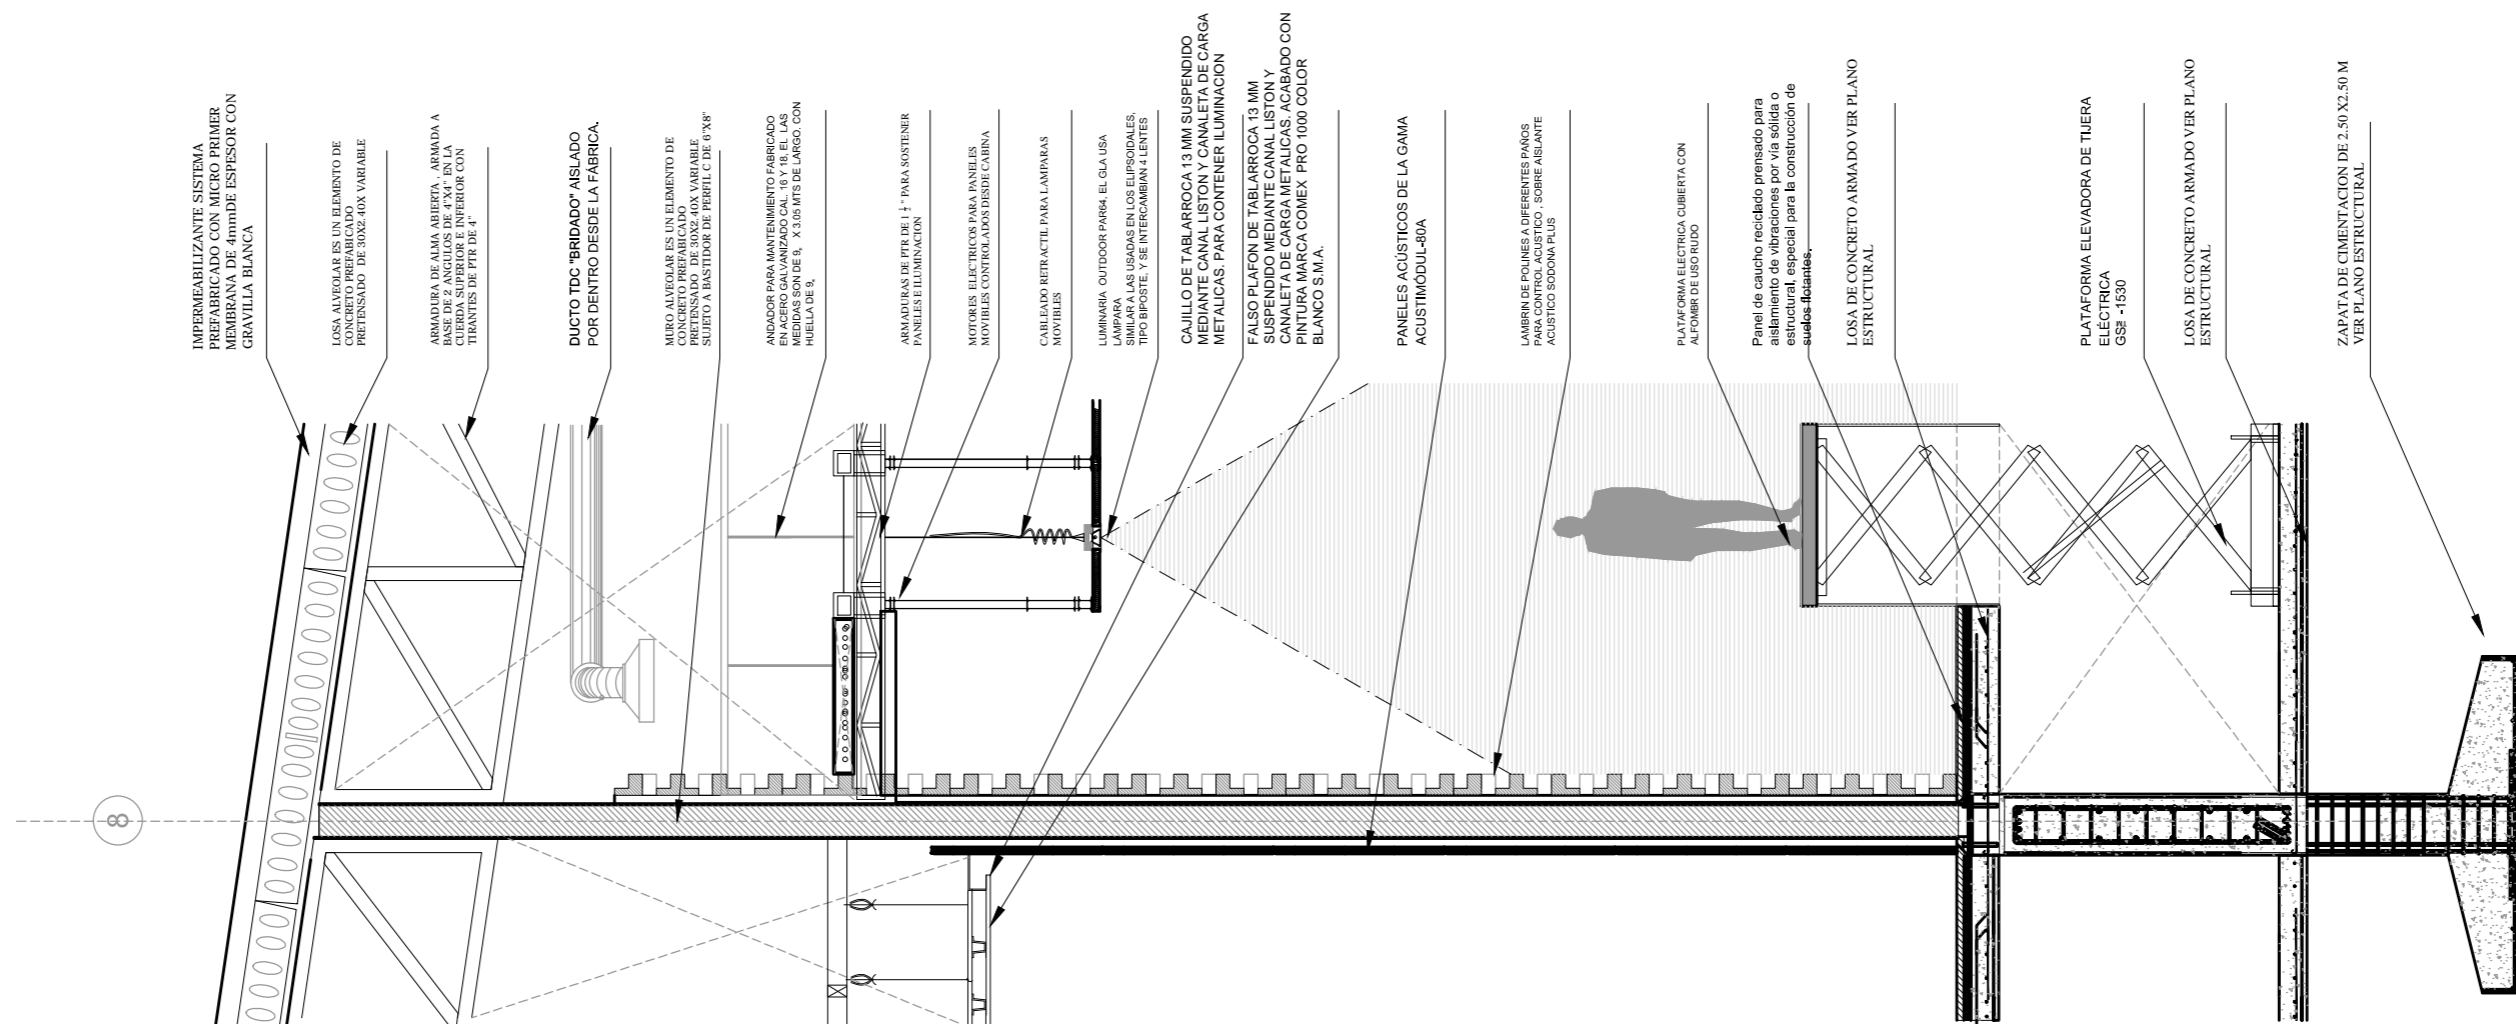 IMPERMEABILIZANTE SISTEMA
PREFABRICADO CON MICRO PRIMER
MEMBRANA DE 4mmDE ESPESOR CON
GRAVILLA BLANCA
LOSA ALVEOLAR ES UN ELEMENTO DE
CONCRETO PREFABICADO
PRETENSADO DE 30X2.40X VARIABLE
ARMADURA DE ALMA ABIERTA , ARMADA A
BASE DE 2 ANGULOS DE 4"X4" EN LA
CUERDA SUPERIOR E INFERIOR CON
TIRANTES DE PTR DE 4"
DUCTO TDC "BRIDADO" AISLADO
POR DENTRO DESDE LA FÁBRICA.
MURO ALVEOLAR ES UN ELEMENTO DE
CONCRETO PREFABICADO
PRETENSADO DE 30X2.40X VARIABLE
SUJETO A BASTIDOR DE PERFIL C DE 6"X8"
ANDADOR PARA MANTENIMIENTO FABRICADO
EN ACERO GALVANIZADO CAL. 16 Y 18, EL LAS
MEDIDAS SON DE 9, X 3.05 MTS DE LARGO. CON
HUELLA DE 9,
ARMADURAS DE PTR DE 1 ½ " PARA SOSTENER
PANELES E ILUMINACION
MOTORES ELECTRICOS PARA PANELES
MOVIBLES CONTROLADOS DESDE CABINA
CABLEADO RETRACTIL PARA LAMPARAS
MOVIBLES
LUMINARIA OUTDOOR PAR64, EL GLA USA
LÁMPARA
SIMILAR A LAS USADAS EN LOS ELIPSOIDALES,
TIPO BIPOSTE, Y SE INTERCAMBIAN 4 LENTES
CAJILLO DE TABLARROCA 13 MM SUSPENDIDO
MEDIANTE CANAL LISTON Y CANALETA DE CARGA
METALICAS. PARA CONTENER ILUMINACION
FALSO PLAFON DE TABLARROCA 13 MM
SUSPENDIDO MEDIANTE CANAL LISTON Y
CANALETA DE CARGA METALICAS. ACABADO CON
PINTURA MARCA COMEX PRO 1000 COLOR
BLANCO S.M.A.
PANELES ACÚSTICOS DE LA GAMA
ACUSTIMÓDUL-80A
LAMBRIN DE POLINES A DIFERENTES PAÑOS
PARA CONTROL ACUSTICO , SOBRE AISLANTE
ACUSTICO SODONA PLUS
PLATAFORMA ELECTRICA CUBIERTA CON
ALFOMBR DE USO RUDO
Panel de caucho reciclado prensado para
aislamiento de vibraciones por vía sólida o
estructural, especial para la construcción de
suelos flotantes.
LOSA DE CONCRETO ARMADO VER PLANO
ESTRUCTURAL
PLATAFORMA ELEVADORA DE TIJERA
ELÉCTRICA
-1530
LOSA DE CONCRETO ARMADO VER PLANO
ESTRUCTURAL
ZAPATA DE CIMENTACION DE 2.50 X2.50 M
VER PLANO ESTRUCTURAL
8